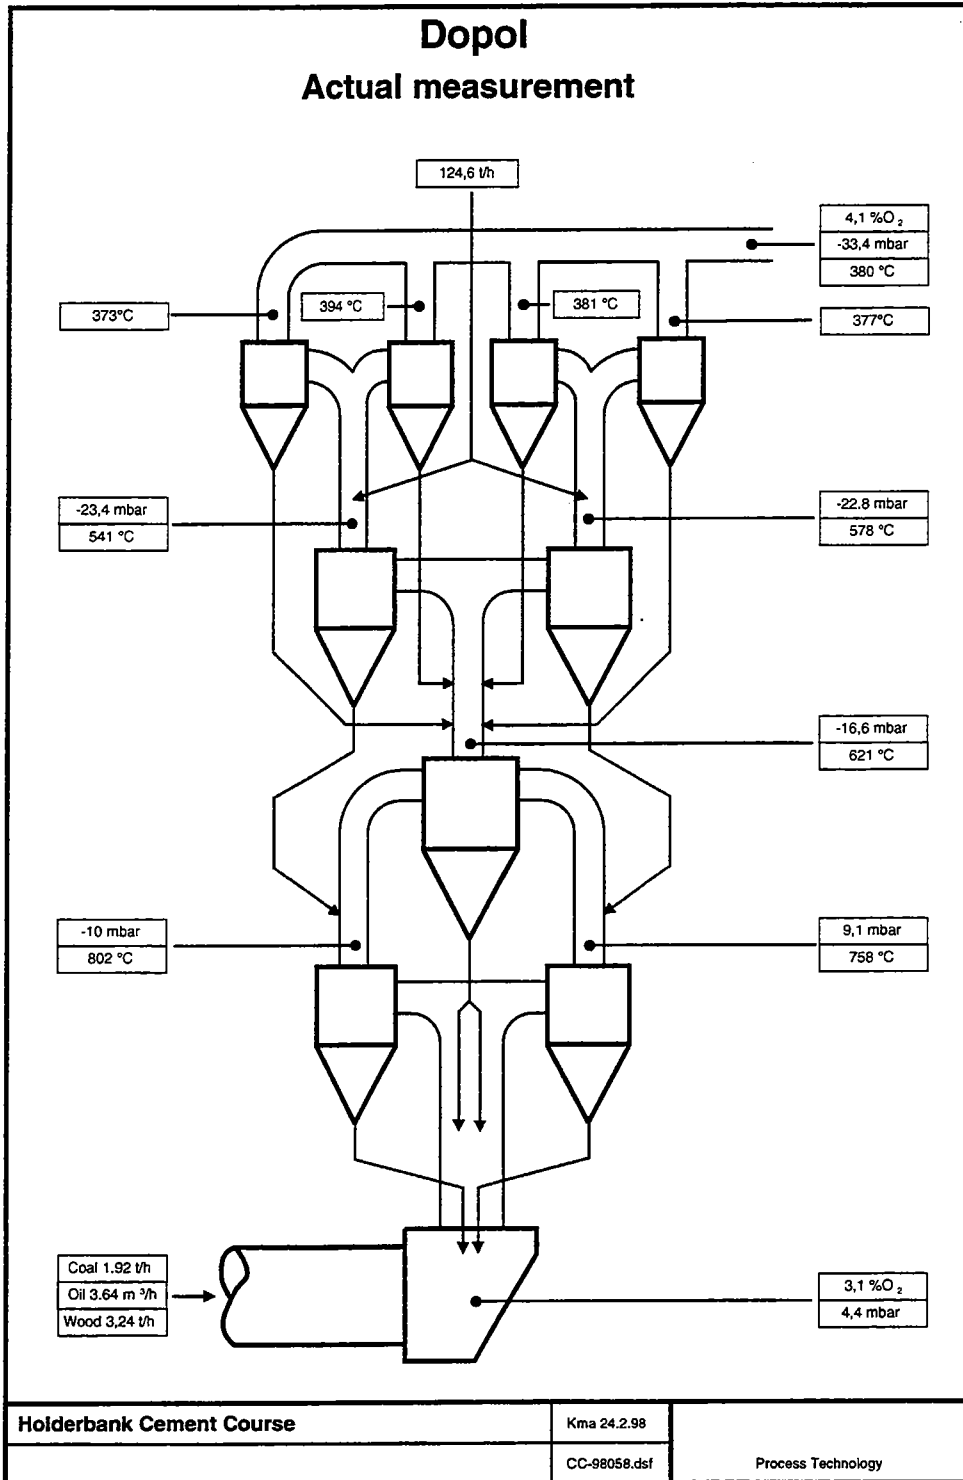 Dopol
Actual measurement
124,6 t/h
4,1 %O₂
-33,4 mbar
380 °C
373°C
394 °C
381 °C
377°C
-23,4 mbar
541 °C
-22.8 mbar
578 °C
-16,6 mbar
621 °C
-10 mbar
802 °C
9,1 mbar
758 °C
Coal 1.92 t/h
Oil 3.64 m ³/h
Wood 3,24 t/h
3,1 %O₂
4,4 mbar
Holderbank Cement Course
Kma 24.2.98
CC-98058.dsf
Process Technology